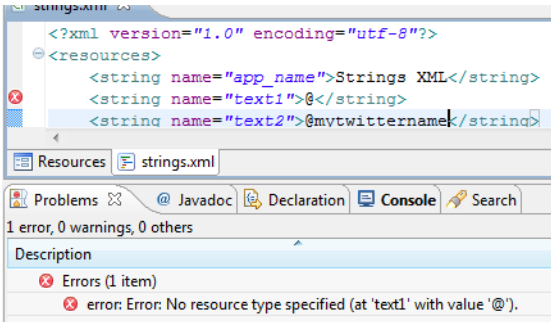 strings.xml
<?xml version="1.0" encoding="utf-8"?>
<resources>
<string name="app_name">Strings XML</string>
<string name="text1">@</string>
<string name="text2">@mytwittername</string>
Resources strings.xml
Problems @ Javadoc Declaration Console Search
1 error, 0 warnings, 0 others
Description
Errors (1 item)
error: Error: No resource type specified (at 'text1' with value '@').